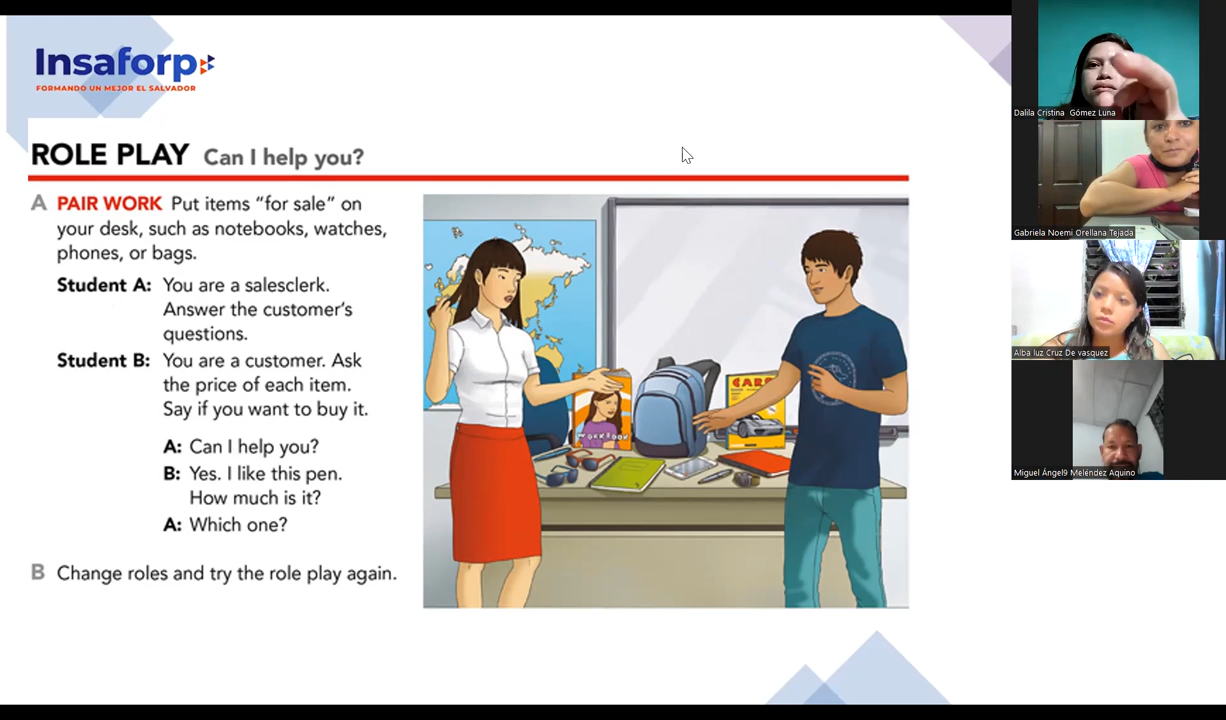 Insaforp
FORMANDO UN MEJOR EL SALVADOR
ROLE PLAY Can I help you?
A PAIR WORK Put items “for sale” on
your desk, such as notebooks, watches,
phones, or bags.
Student A: You are a salesclerk.
Answer the customer’s
questions.
Student B: You are a customer. Ask
the price of each item.
Say if you want to buy it.
A: Can I help you?
B: Yes. I like this pen.
How much is it?
A: Which one?
B Change roles and try the role play again.
WORKBOOK
CARS
Dalila Cristina Gómez Luna
Gabriela Noemi Orellana Tejada
Alba luz Cruz De vasquez
Miguel Ángel9 Meléndez Aquino